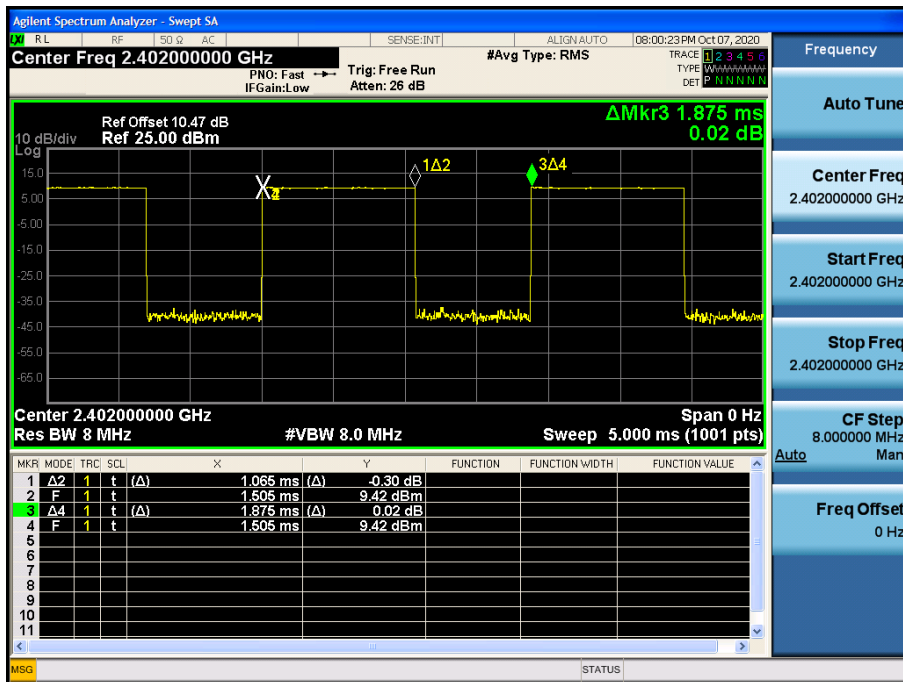 Agilent Spectrum Analyzer - Swept SA
LXI RL RF 50 Ω AC SENSE:INT ALIGN AUTO 08:00:23 PM Oct 07, 2020
Center Freq 2.402000000 GHz #Avg Type: RMS TRACE 1 2 3 4 5 6
PNO: Fast Trig: Free Run TYPE WWWWWW
IFGain:Low Atten: 26 dB DET P N N N N N
ΔMkr3 1.875 ms
0.02 dB
Ref Offset 10.47 dB
10 dB/div Ref 25.00 dBm
Log
1Δ2
3Δ4
15.0
5.00
-5.00
-15.0
-25.0
-35.0
-45.0
-55.0
-65.0
Center 2.402000000 GHz Span 0 Hz
Res BW 8 MHz #VBW 8.0 MHz Sweep 5.000 ms (1001 pts)
MKR MODE TRC SCL X Y FUNCTION FUNCTION WIDTH FUNCTION VALUE
1 Δ2 1 t (Δ) 1.065 ms (Δ) -0.30 dB
2 F 1 t 1.505 ms 9.42 dBm
3 Δ4 1 t (Δ) 1.875 ms (Δ) 0.02 dB
4 F 1 t 1.505 ms 9.42 dBm
5
6
7
8
9
10
11
MSG STATUS
Frequency
Auto Tune
Center Freq
2.402000000 GHz
Start Freq
2.402000000 GHz
Stop Freq
2.402000000 GHz
CF Step
8.000000 MHz
Auto Man
Freq Offset
0 Hz